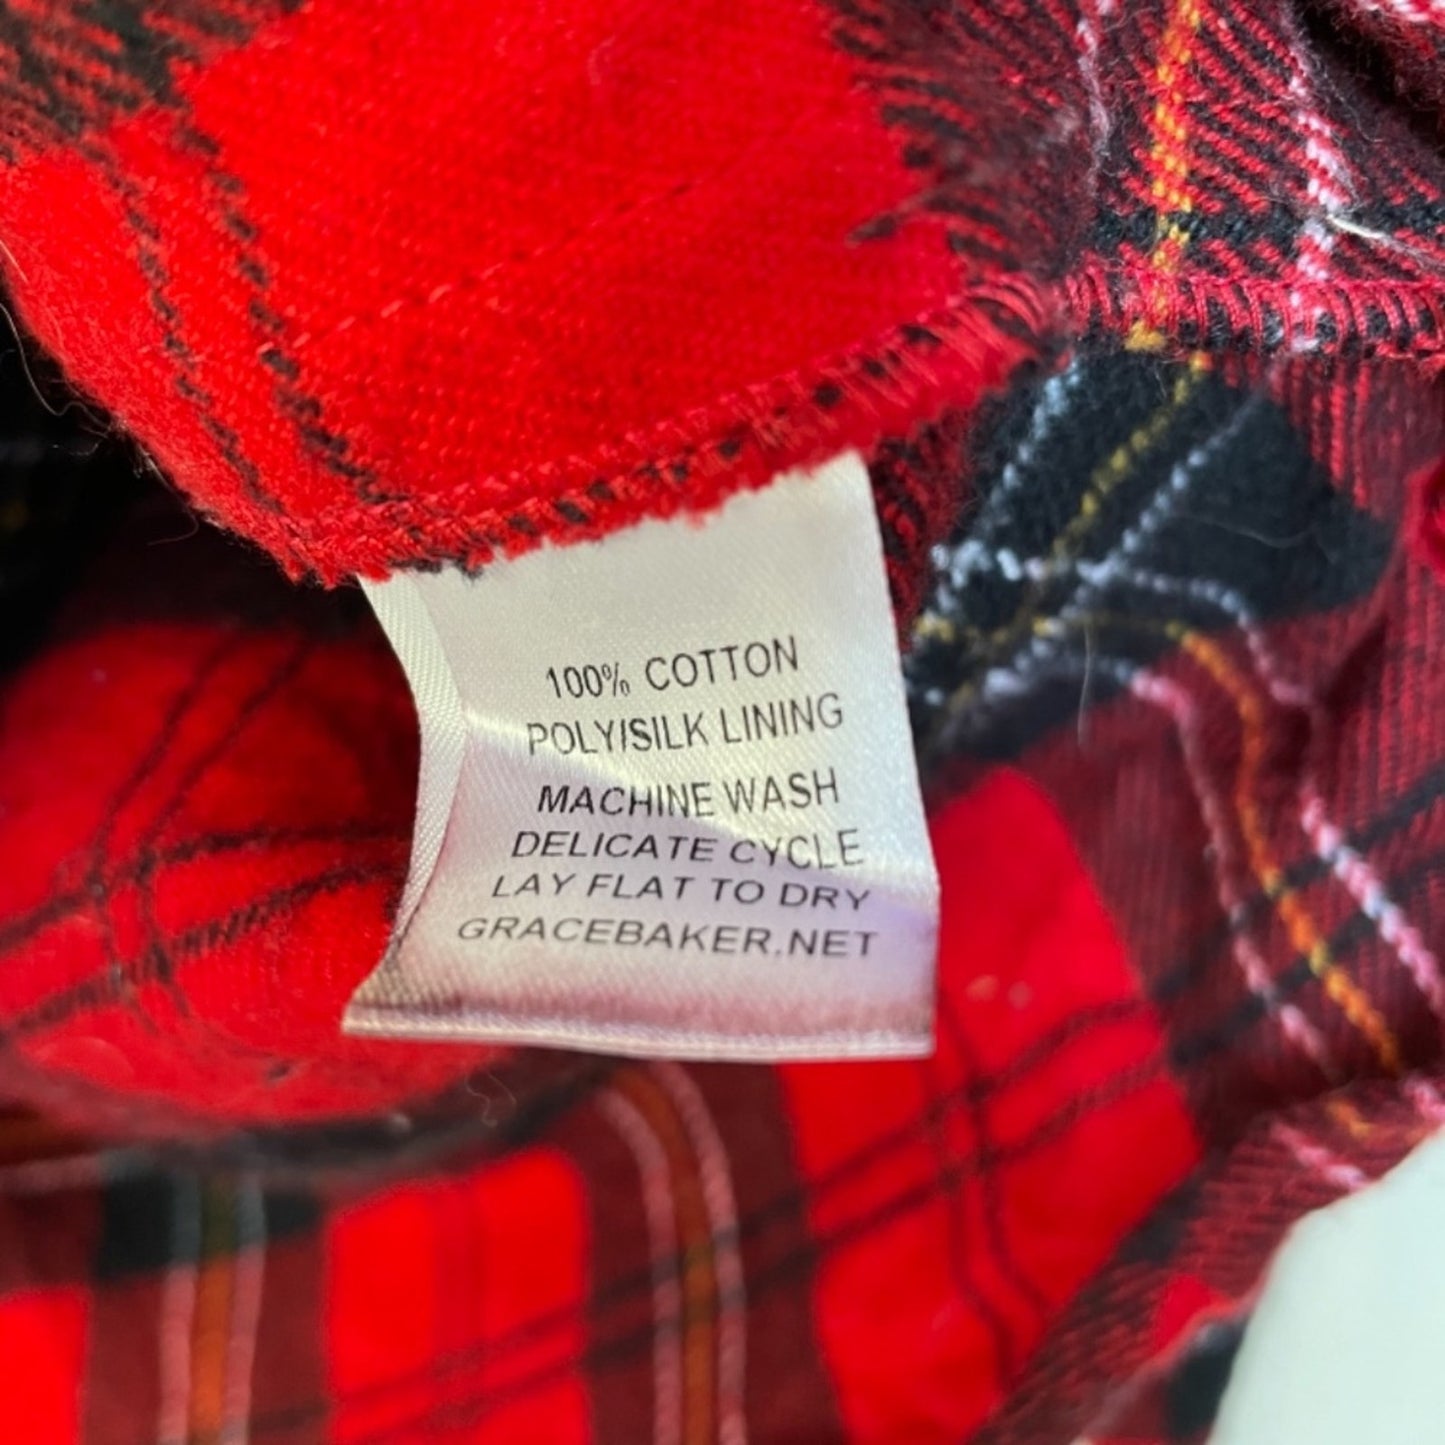 100% COTTON
POLY/SILK LINING
MACHINE WASH
DELICATE CYCLE
LAY FLAT TO DRY
GRACEBAKER.NET